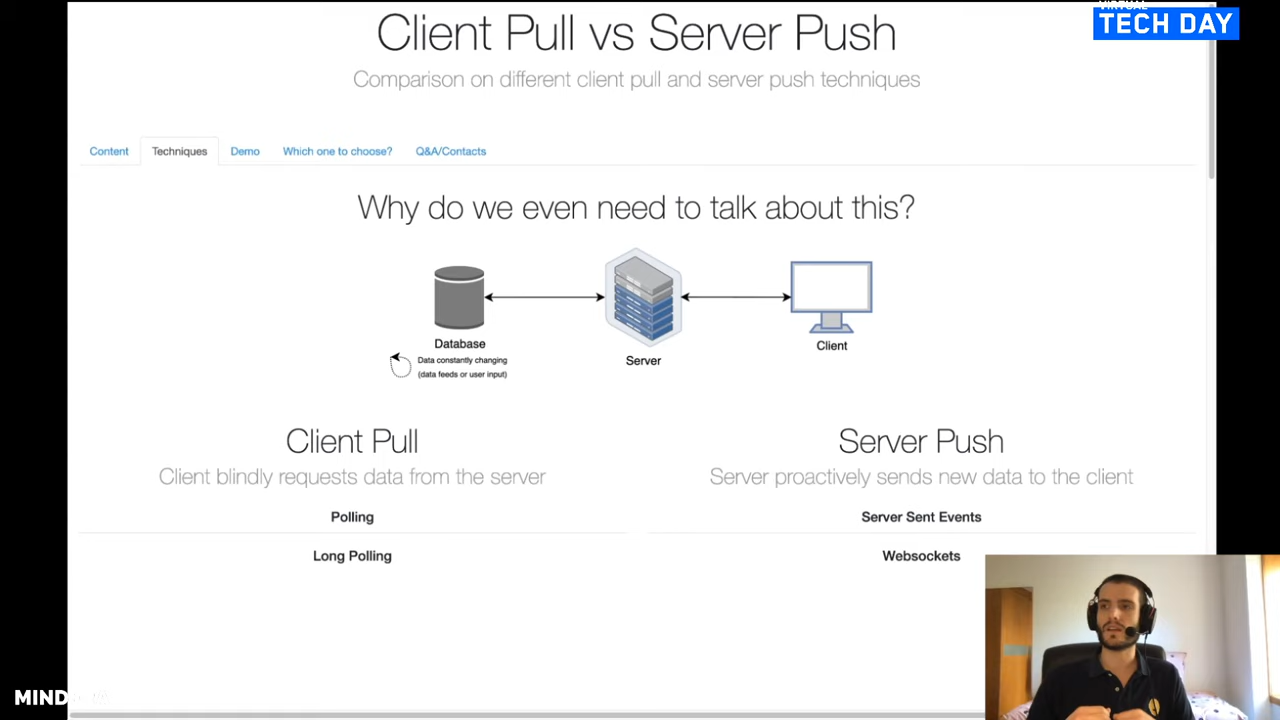 VIRTUAL
TECH DAY
Client Pull vs Server Push
Comparison on different client pull and server push techniques
Content Techniques Demo Which one to choose? Q&A/Contacts
Why do we even need to talk about this?
Database
Data constantly changing
(data feeds or user input)
Server
Client
Client Pull
Client blindly requests data from the server
Polling
Long Polling
Server Push
Server proactively sends new data to the client
Server Sent Events
Websockets